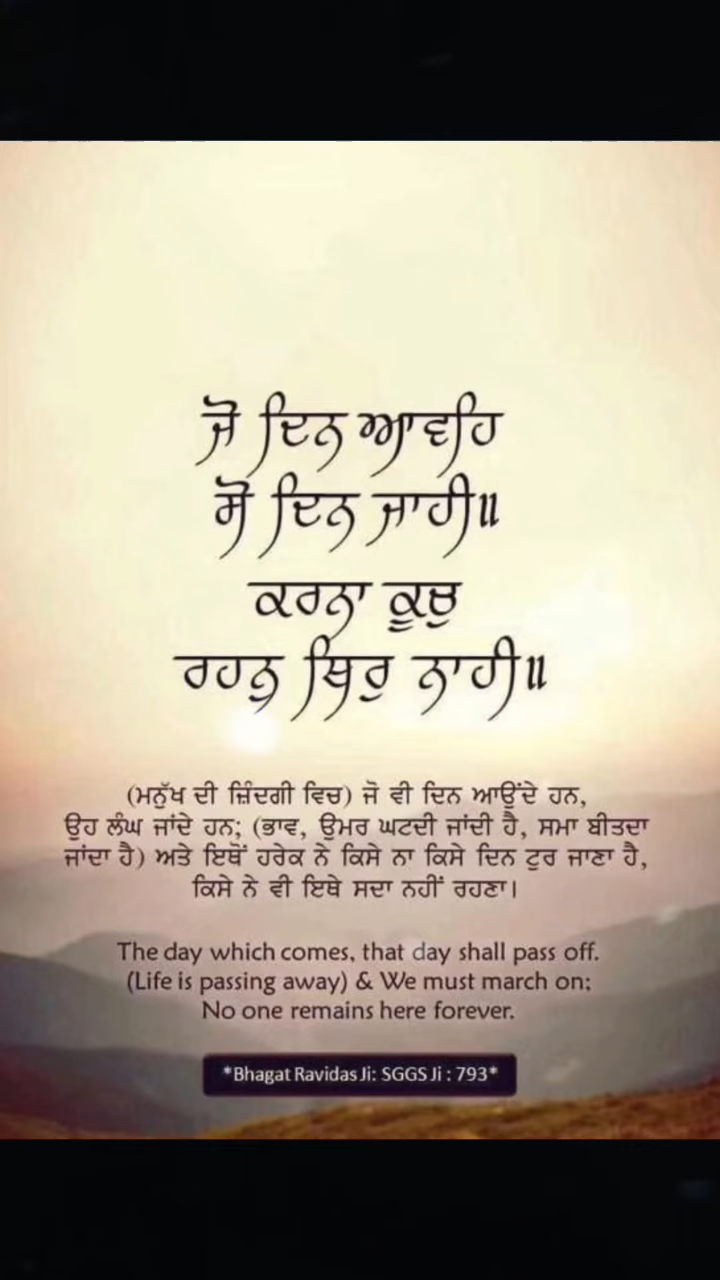 ਜੋ ਦਿਨ ਆਵਹਿ
ਸੋ ਦਿਨ ਜਾਹੀ॥
ਕਰਨਾ ਕੂਚੁ
ਰਹਨੁ ਥਿਰੁ ਨਾਹੀ॥
(ਮਨੁੱਖ ਦੀ ਜ਼ਿੰਦਗੀ ਵਿਚ) ਜੋ ਵੀ ਦਿਨ ਆਉਂਦੇ ਹਨ,
ਉਹ ਲੰਘ ਜਾਂਦੇ ਹਨ; (ਭਾਵ, ਉਮਰ ਘਟਦੀ ਜਾਂਦੀ ਹੈ, ਸਮਾ ਬੀਤਦਾ
ਜਾਂਦਾ ਹੈ) ਅਤੇ ਇਥੋਂ ਹਰੇਕ ਨੇ ਕਿਸੇ ਨਾ ਕਿਸੇ ਦਿਨ ਟੁਰ ਜਾਣਾ ਹੈ,
ਕਿਸੇ ਨੇ ਵੀ ਇਥੇ ਸਦਾ ਨਹੀਂ ਰਹਣਾ।
The day which comes, that day shall pass off.
(Life is passing away) & We must march on;
No one remains here forever.
*Bhagat Ravidas Ji: SGGS Ji : 793*